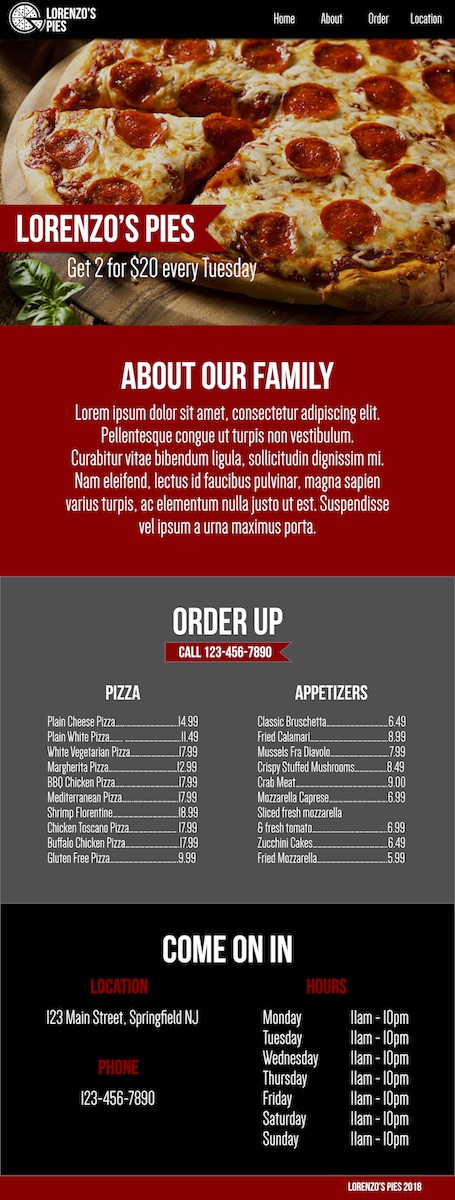 LORENZO'S
PIES
Home About Order Location
LORENZO'S PIES
Get 2 for $20 every Tuesday
ABOUT OUR FAMILY
Lorem ipsum dolor sit amet, consectetur adipiscing elit.
Pellentesque congue ut turpis non vestibulum.
Curabitur vitae bibendum ligula, sollicitudin dignissim mi.
Nam eleifend, lectus id faucibus pulvinar, magna sapien
varius turpis, ac elementum nulla justo ut est. Suspendisse
vel ipsum a urna maximus porta.
ORDER UP
CALL 123-456-7890
PIZZA
Plain Cheese Pizza........................14.99
Plain White Pizza........................11.49
White Vegetarian Pizza........................17.99
Margherita Pizza........................12.99
BBQ Chicken Pizza........................17.99
Mediterranean Pizza........................17.99
Shrimp Florentine........................18.99
Chicken Toscano Pizza........................17.99
Buffalo Chicken Pizza........................17.99
Gluten Free Pizza........................9.99
APPETIZERS
Classic Bruschetta........................6.49
Fried Calamari........................8.99
Mussels Fra Diavolo........................7.99
Crispy Stuffed Mushrooms............8.49
Crab Meat........................9.00
Mozzarella Caprese........................6.99
Sliced fresh mozzarella
& fresh tomato........................6.99
Zucchini Cakes........................6.49
Fried Mozzarella........................5.99
COME ON IN
LOCATION
123 Main Street, Springfield NJ
PHONE
123-456-7890
HOURS
Monday 11am - 10pm
Tuesday 11am - 10pm
Wednesday 11am - 10pm
Thursday 11am - 10pm
Friday 11am - 10pm
Saturday 11am - 10pm
Sunday 11am - 10pm
LORENZO'S PIES 2018